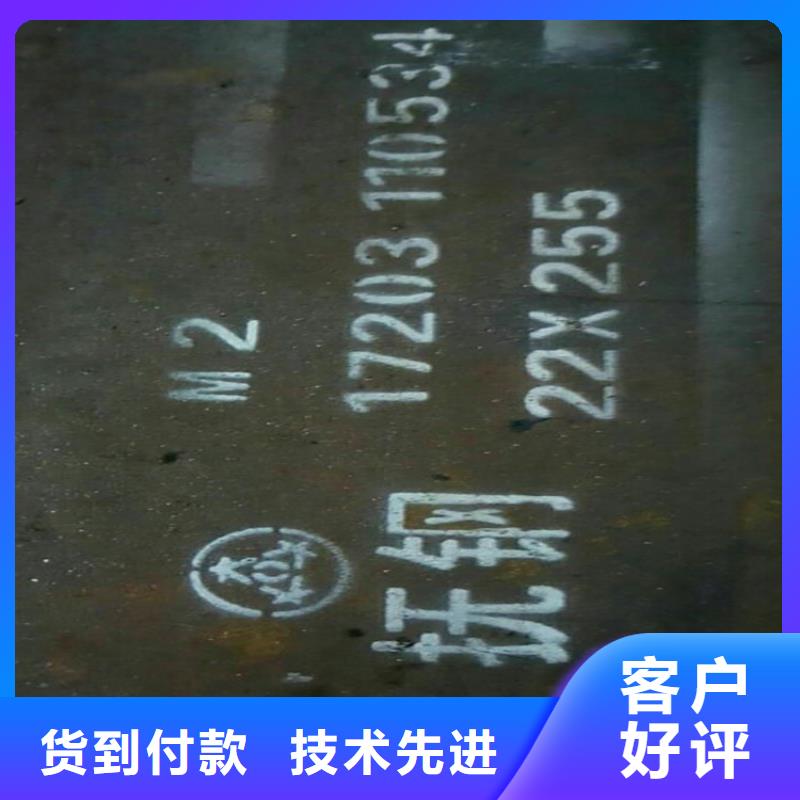 M2
17203 110534
22X255
抚钢
货到付款 技术先进
客户
好评